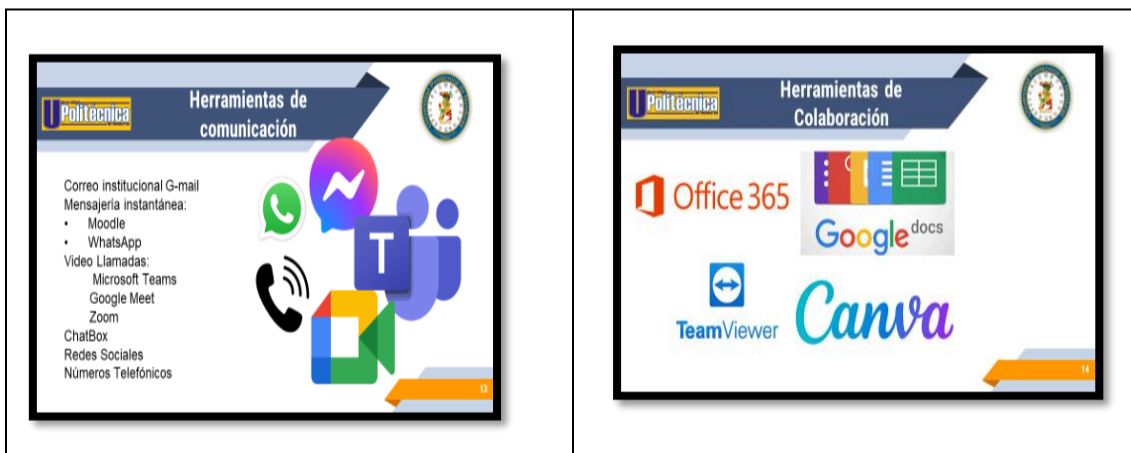 Politécnica
Herramientas de
comunicación
Correo institucional G-mail
Mensajería instantánea:
• Moodle
• WhatsApp
Video Llamadas:
Microsoft Teams
Google Meet
Zoom
ChatBox
Redes Sociales
Números Telefónicos
T
13
Politécnica
Herramientas de
Colaboración
Office 365
Google docs
TeamViewer
Canva
14